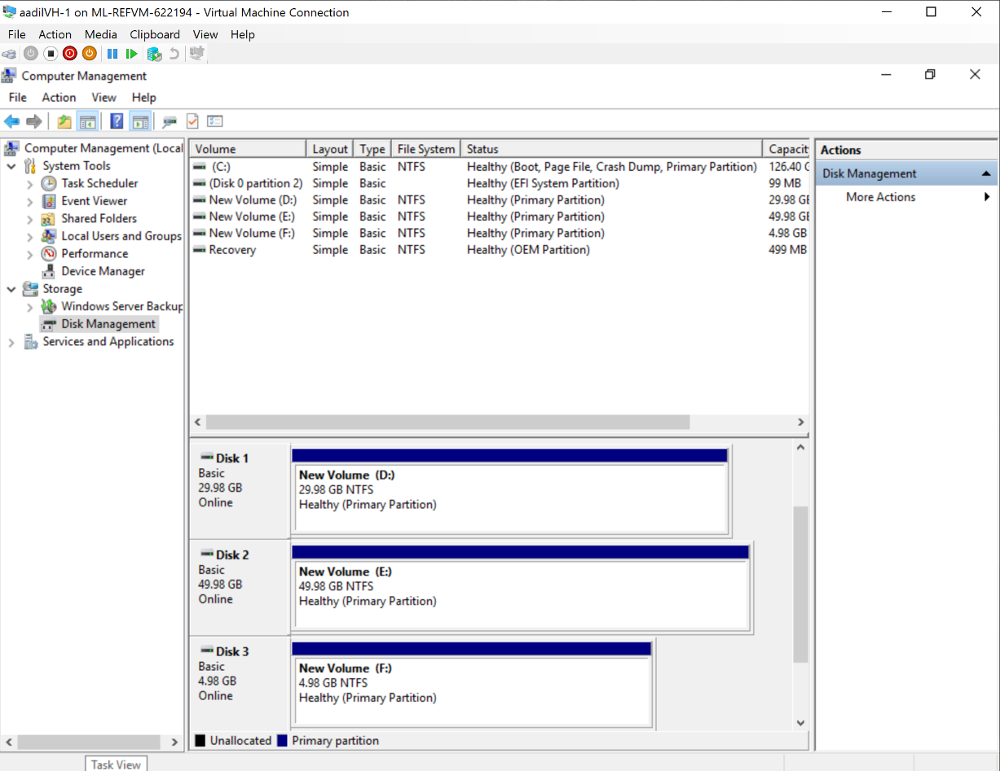 aadilVH-1 on ML-REFVM-622194 - Virtual Machine Connection
File Action Media Clipboard View Help
Computer Management
File Action View Help
Computer Management (Local
System Tools
Task Scheduler
Event Viewer
Shared Folders
Local Users and Groups
Performance
Device Manager
Storage
Windows Server Backup
Disk Management
Services and Applications
Volume Layout Type File System Status Capacit
(C:) Simple Basic NTFS Healthy (Boot, Page File, Crash Dump, Primary Partition) 126.40 G
(Disk 0 partition 2) Simple Basic Healthy (EFI System Partition) 99 MB
New Volume (D:) Simple Basic NTFS Healthy (Primary Partition) 29.98 GB
New Volume (E:) Simple Basic NTFS Healthy (Primary Partition) 49.98 GB
New Volume (F:) Simple Basic NTFS Healthy (Primary Partition) 4.98 GB
Recovery Simple Basic NTFS Healthy (OEM Partition) 499 MB
Disk 1
Basic
29.98 GB
Online
New Volume (D:)
29.98 GB NTFS
Healthy (Primary Partition)
Disk 2
Basic
49.98 GB
Online
New Volume (E:)
49.98 GB NTFS
Healthy (Primary Partition)
Disk 3
Basic
4.98 GB
Online
New Volume (F:)
4.98 GB NTFS
Healthy (Primary Partition)
Unallocated Primary partition
Actions
Disk Management
More Actions
Task View